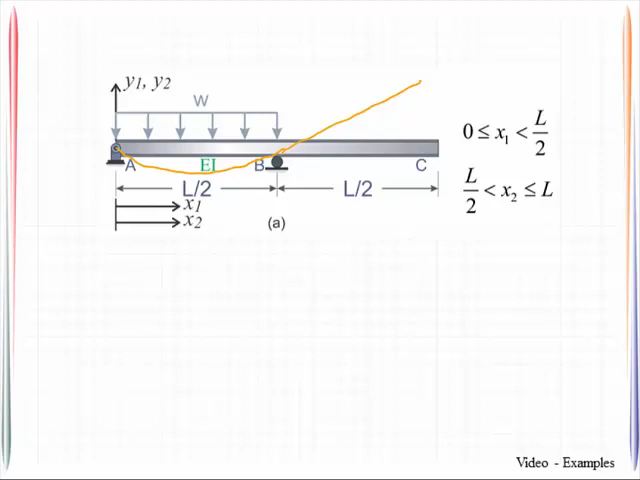 y1, y2
W
0 ≤ x₁ < L/2
A EI B C
L/2 < x₂ ≤ L
L/2 L/2
x1
x2
(a)
Video - Examples